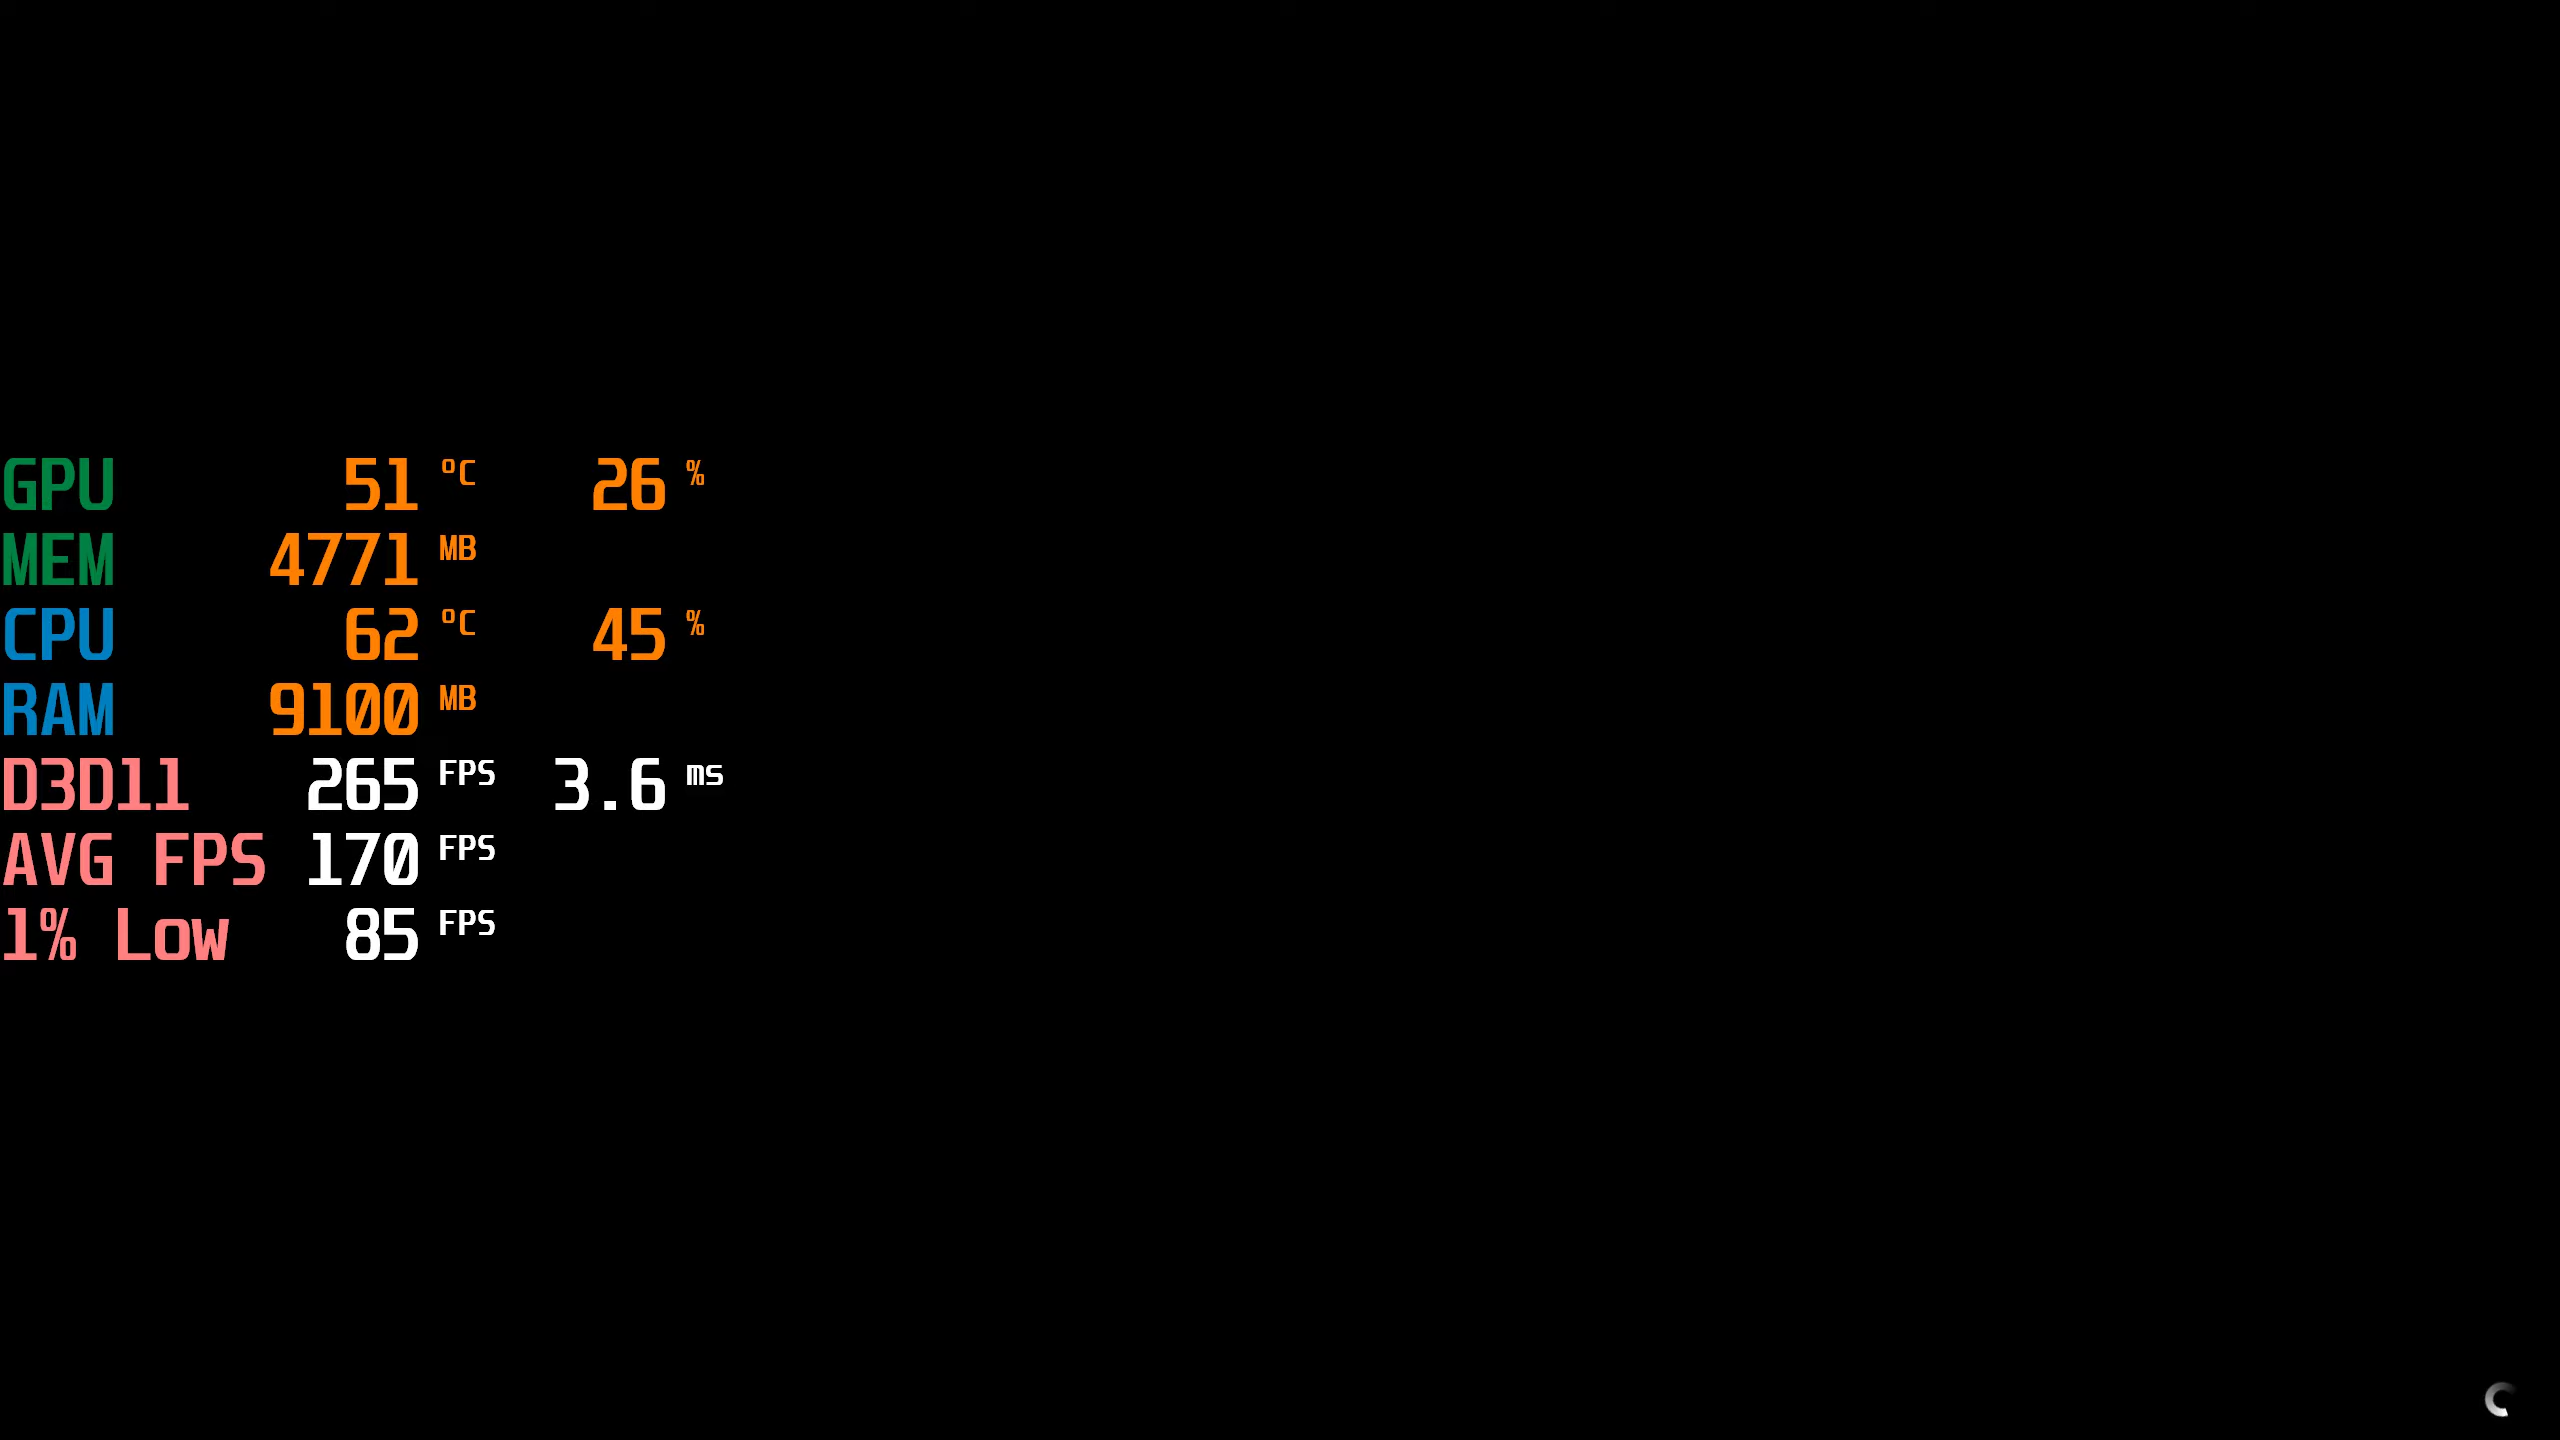 GPU 51 °C 26 %
MEM 4771 MB
CPU 62 °C 45 %
RAM 9100 MB
D3D11 265 FPS 3.6 ms
AVG FPS 170 FPS
1% Low 85 FPS